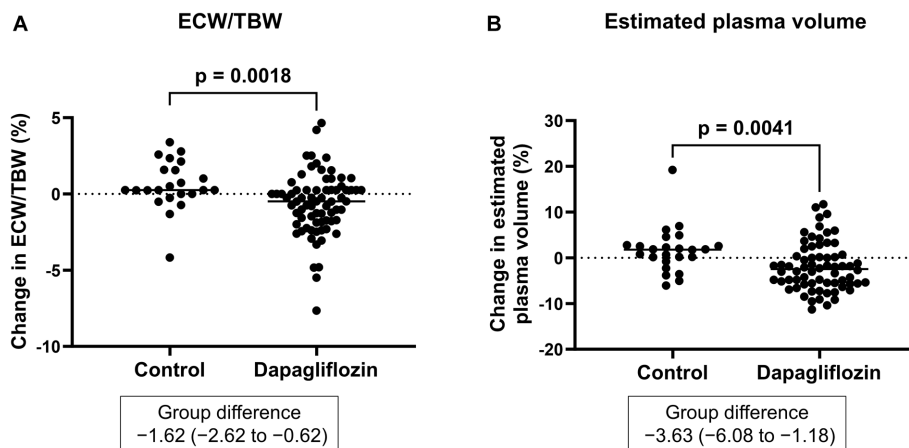 A
ECW/TBW
p = 0.0018
Change in ECW/TBW (%)
5
0
-5
-10
Control
Dapagliflozin
Group difference
−1.62 (−2.62 to −0.62)
B
Estimated plasma volume
p = 0.0041
Change in estimated
plasma volume (%)
30
20
10
0
-10
-20
Control
Dapagliflozin
Group difference
−3.63 (−6.08 to −1.18)